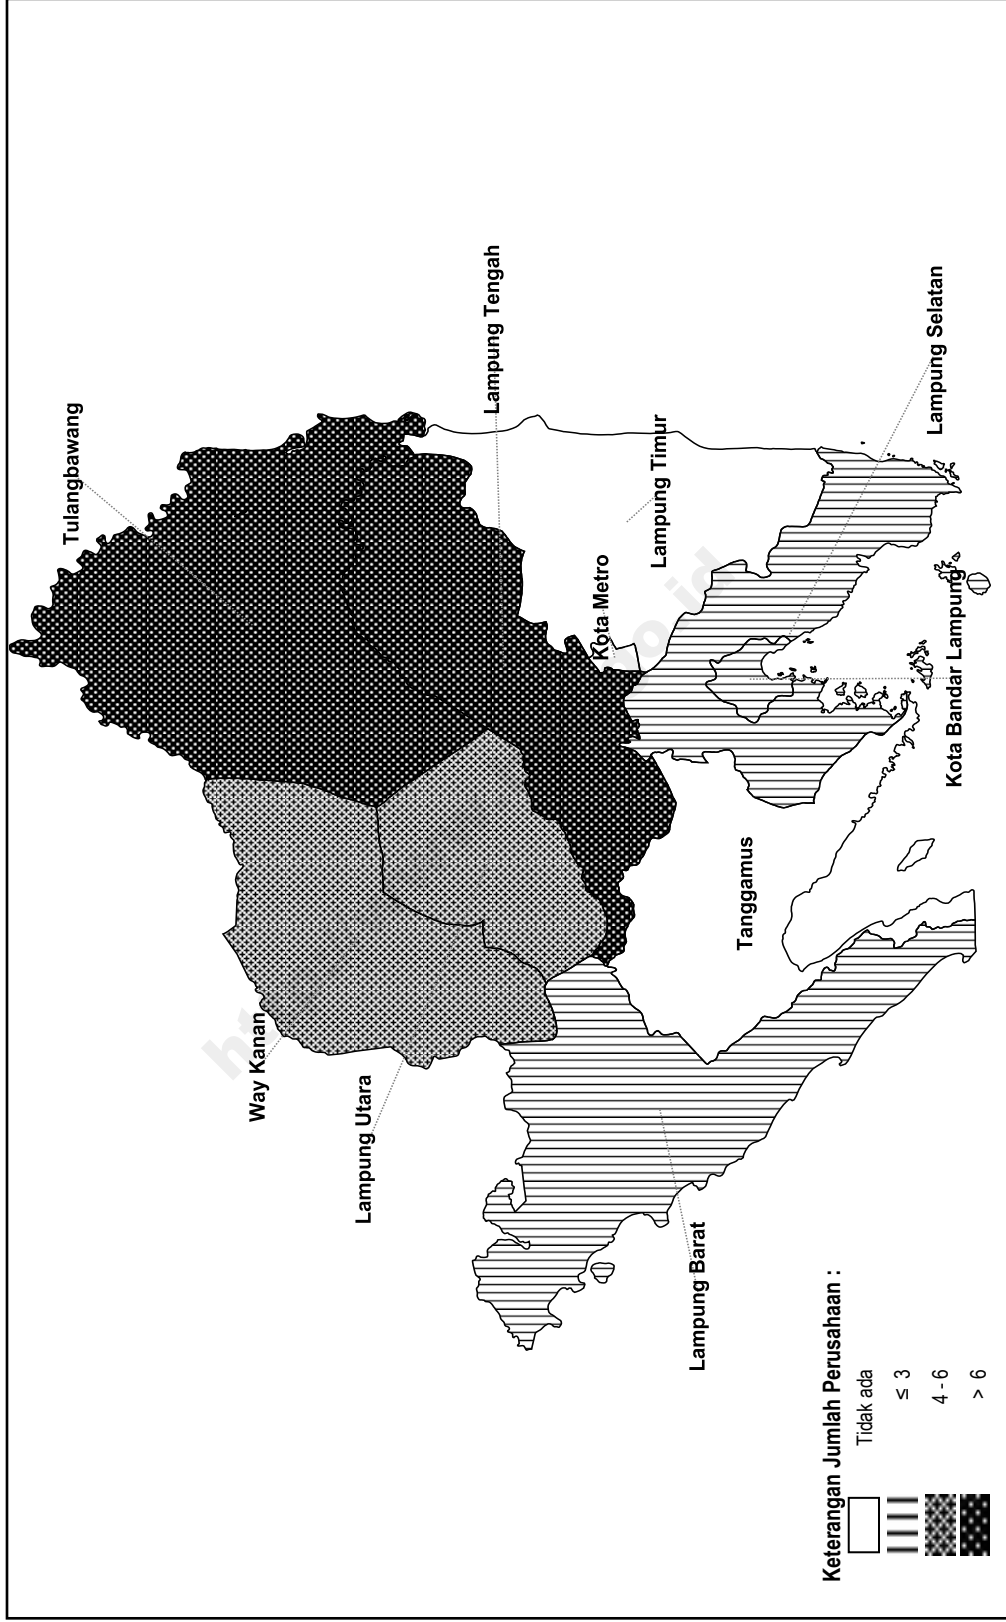 Tulangbawang
Way Kanan
Lampung Utara
Lampung Tengah
Kota Metro
Lampung Timur
Lampung Barat
Tanggamus
Lampung Selatan
Kota Bandar Lampung
Keterangan Jumlah Perusahaan :
Tidak ada
≤ 3
4 - 6
> 6